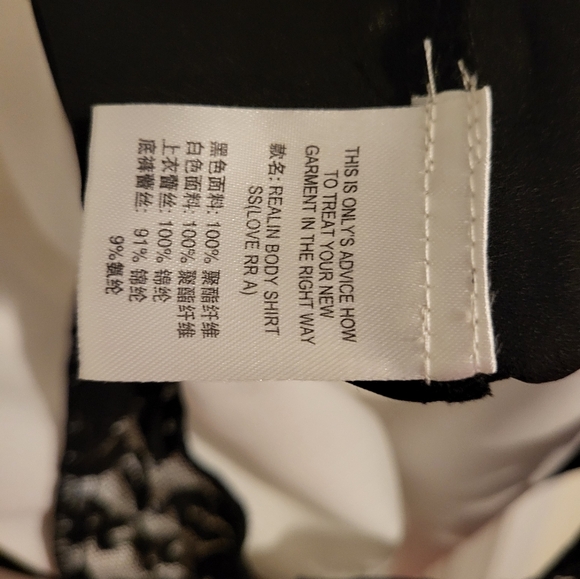 THIS IS ONLY'S ADVICE HOW
TO TREAT YOUR NEW
GARMENT IN THE RIGHT WAY
款名: REALIN BODY SHIRT
SS(LOVE RR A)
黑色面料: 100% 聚酯纤维
白色面料: 100% 聚酯纤维
上衣蕾丝: 100% 锦纶
底裤蕾丝: 91% 锦纶
9%氨纶